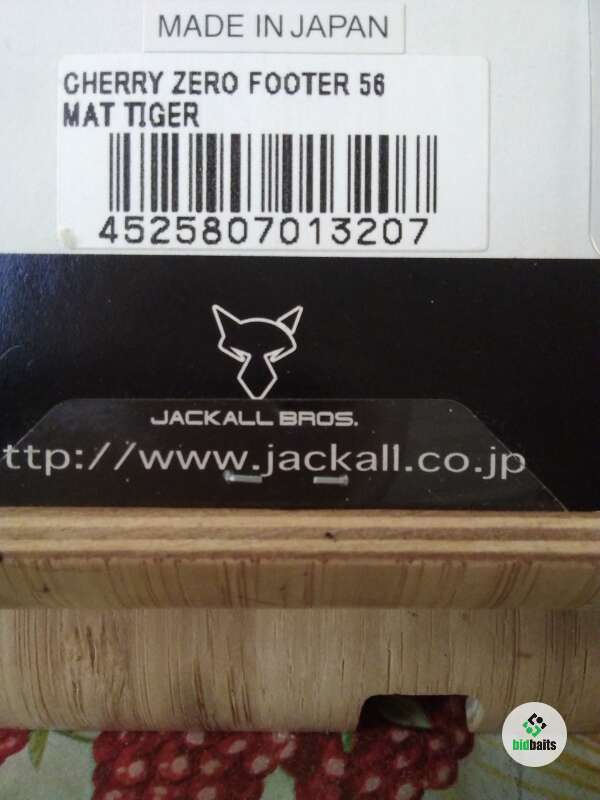 MADE IN JAPAN
CHERRY ZERO FOOTER 56
MAT TIGER
4525807013207
JACKALL BROS.
ttp://www.jackall.co.jp
bidbaits